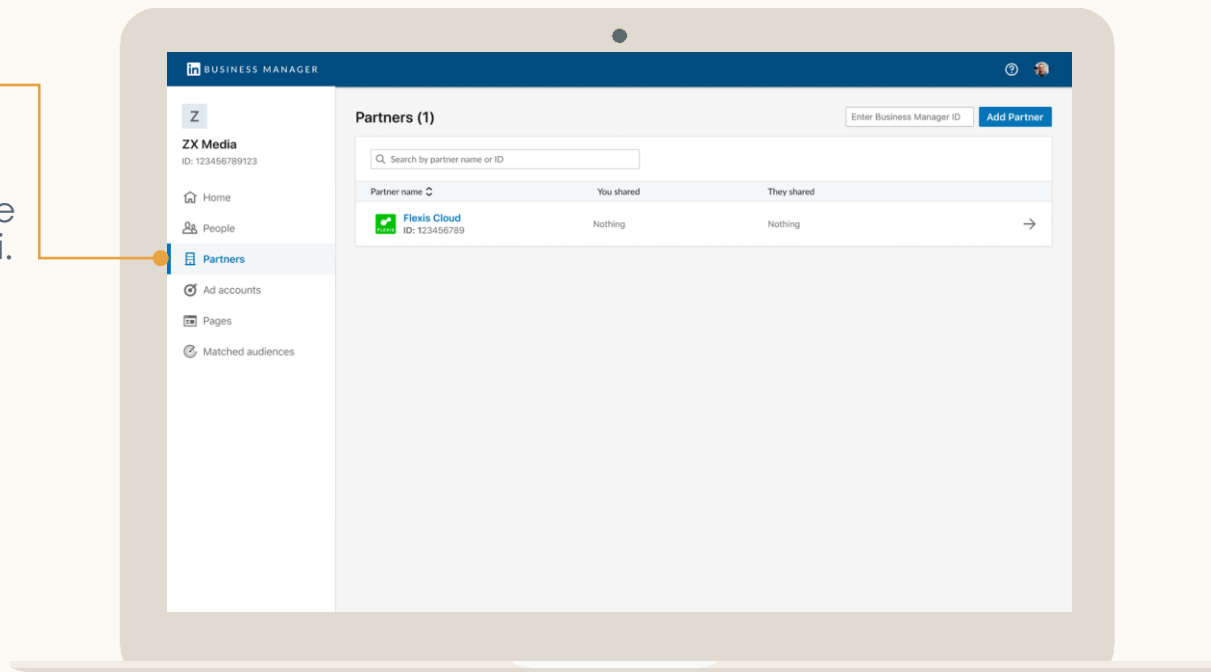 in BUSINESS MANAGER
Z
ZX Media
ID: 123456789123
Home
People
Partners
Ad accounts
Pages
Matched audiences
Partners (1)
Enter Business Manager ID
Add Partner
Search by partner name or ID
Partner name You shared They shared
Flexis Cloud
ID: 123456789
Nothing Nothing
FLEXIS
e
i.